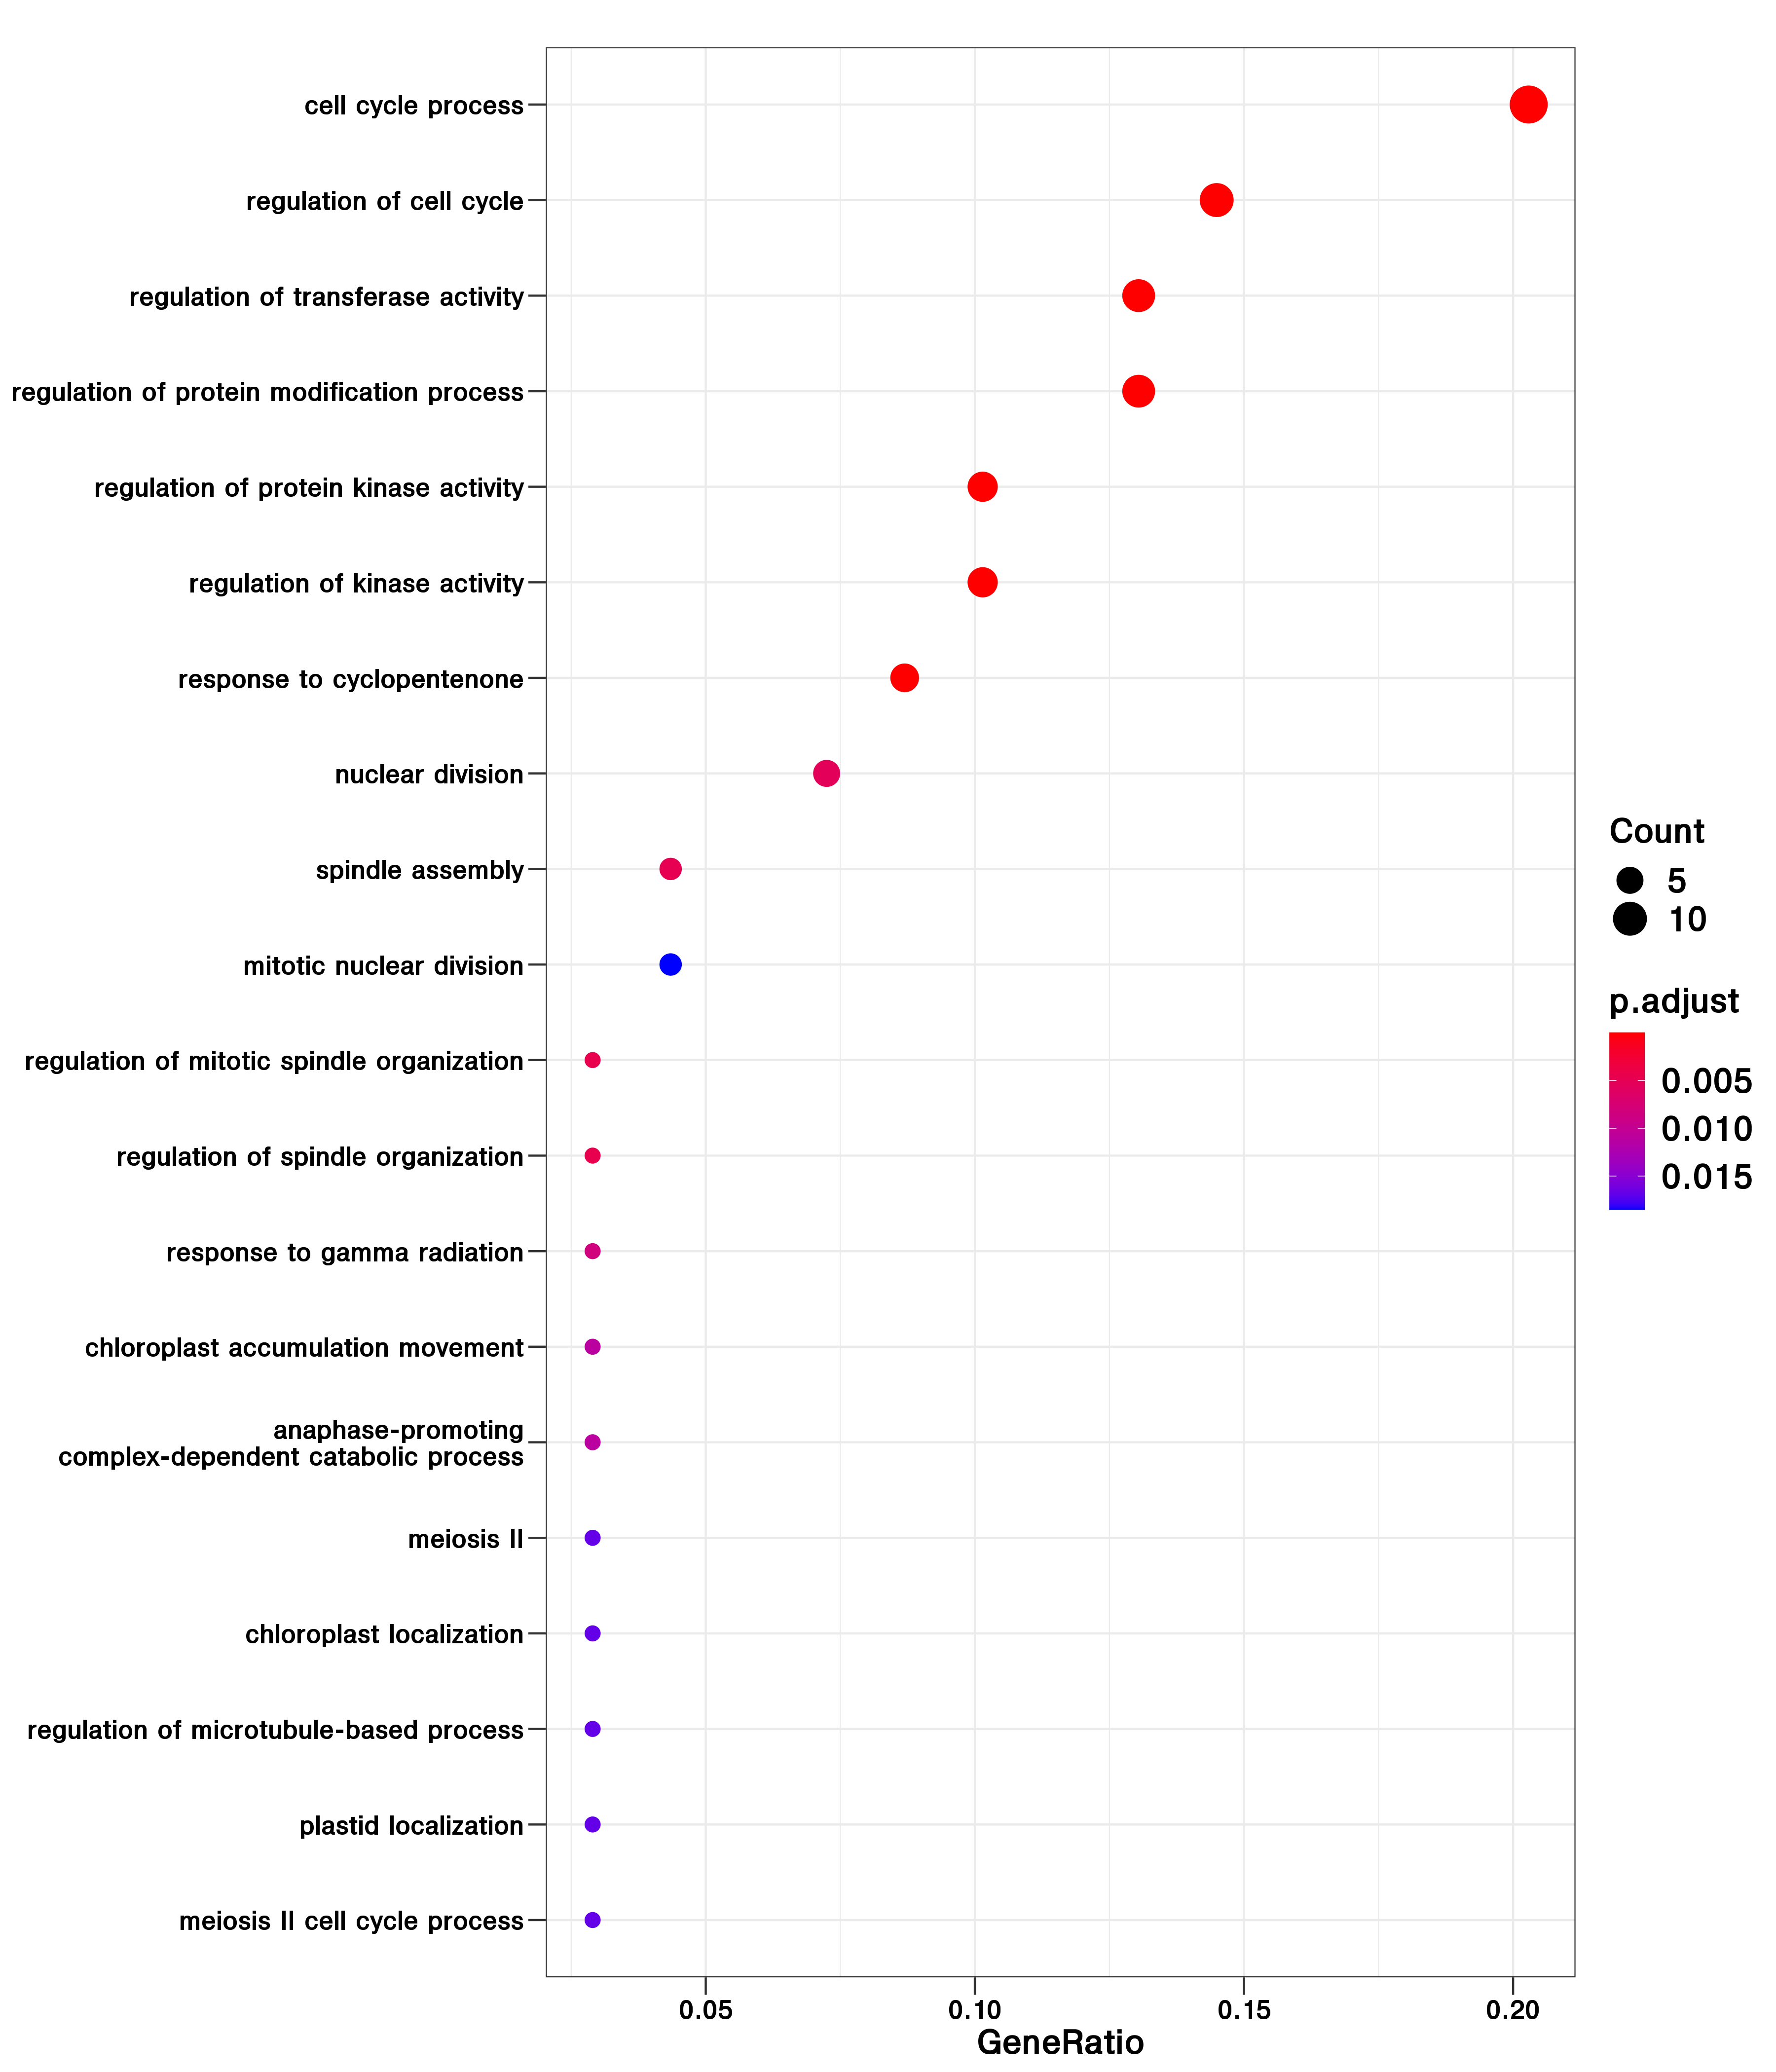 cell cycle process
regulation of cell cycle
regulation of transferase activity
regulation of protein modification process
regulation of protein kinase activity
regulation of kinase activity
response to cyclopentenone
nuclear division
spindle assembly
mitotic nuclear division
regulation of mitotic spindle organization
regulation of spindle organization
response to gamma radiation
chloroplast accumulation movement
anaphase-promoting
complex-dependent catabolic process
meiosis II
chloroplast localization
regulation of microtubule-based process
plastid localization
meiosis II cell cycle process
0.05 0.10 0.15 0.20
GeneRatio
Count
5
10
p.adjust
0.005
0.010
0.015